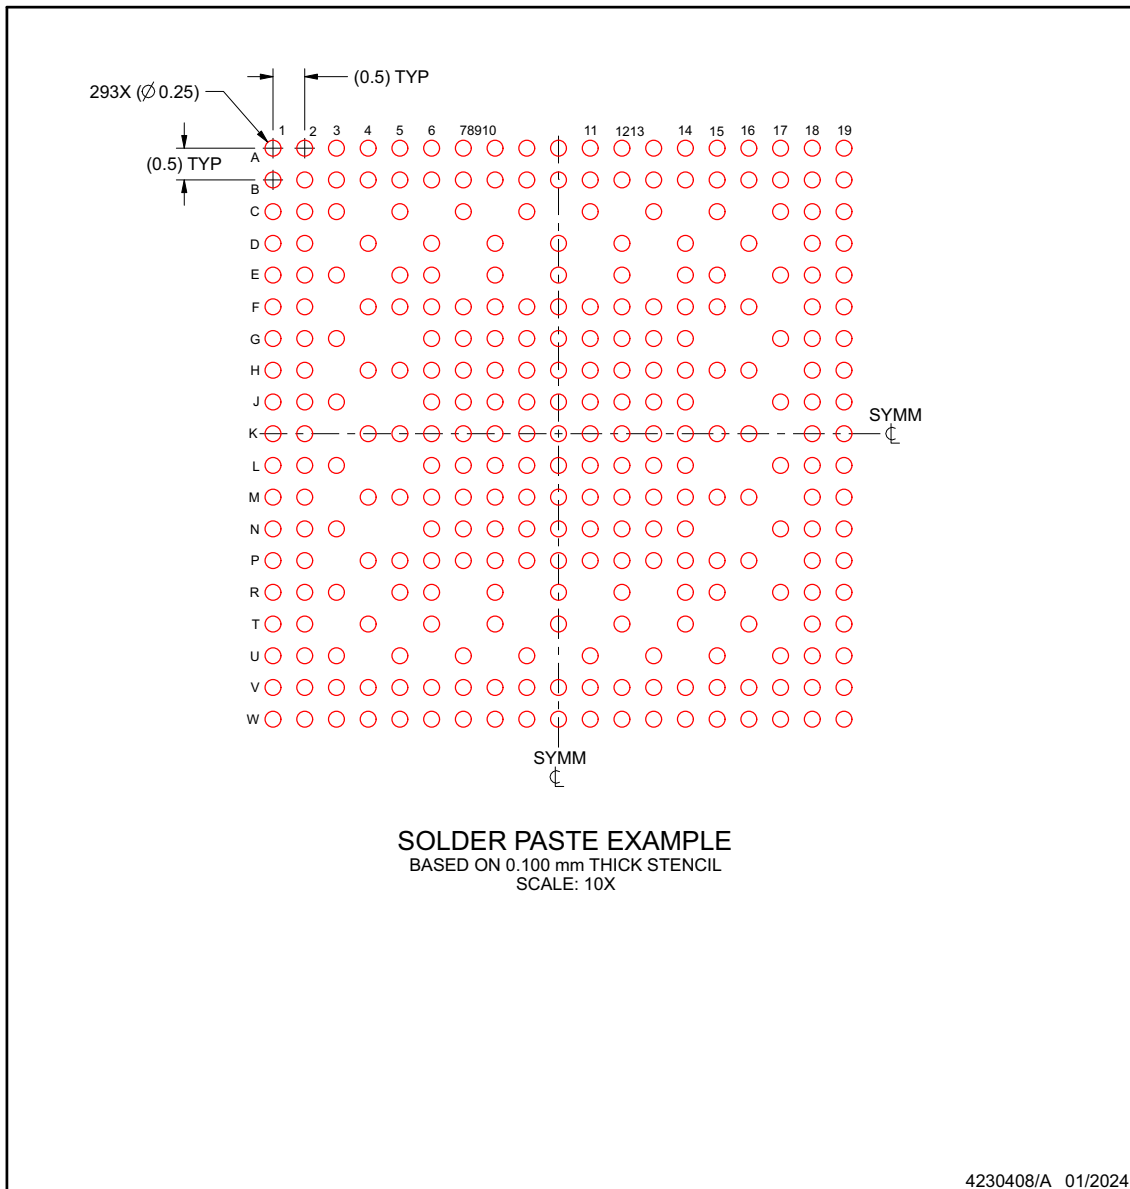 (0.5) TYP
293X (∅ 0.25)
1 2 3 4 5 6 78910 11 1213 14 15 16 17 18 19
A
(0.5) TYP
B
C
D
E
F
G
H
J
SYMM
K
℄
L
M
N
P
R
T
U
V
W
SYMM
℄
SOLDER PASTE EXAMPLE
BASED ON 0.100 mm THICK STENCIL
SCALE: 10X
4230408/A 01/2024